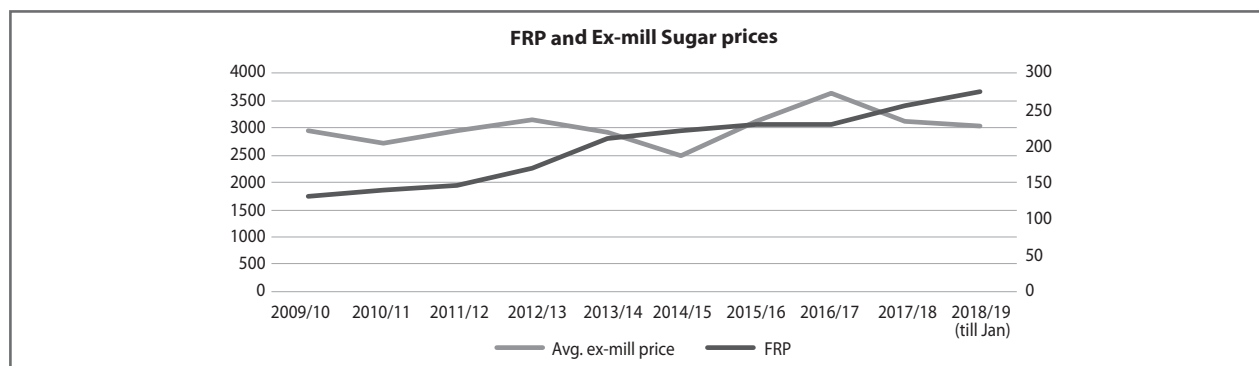 FRP and Ex-mill Sugar prices
4000 300
3500 250
3000
2500 200
2000 150
1500 100
1000
500 50
0 0
2009/10 2010/11 2011/12 2012/13 2013/14 2014/15 2015/16 2016/17 2017/18 2018/19
(till Jan)
Avg. ex-mill price FRP